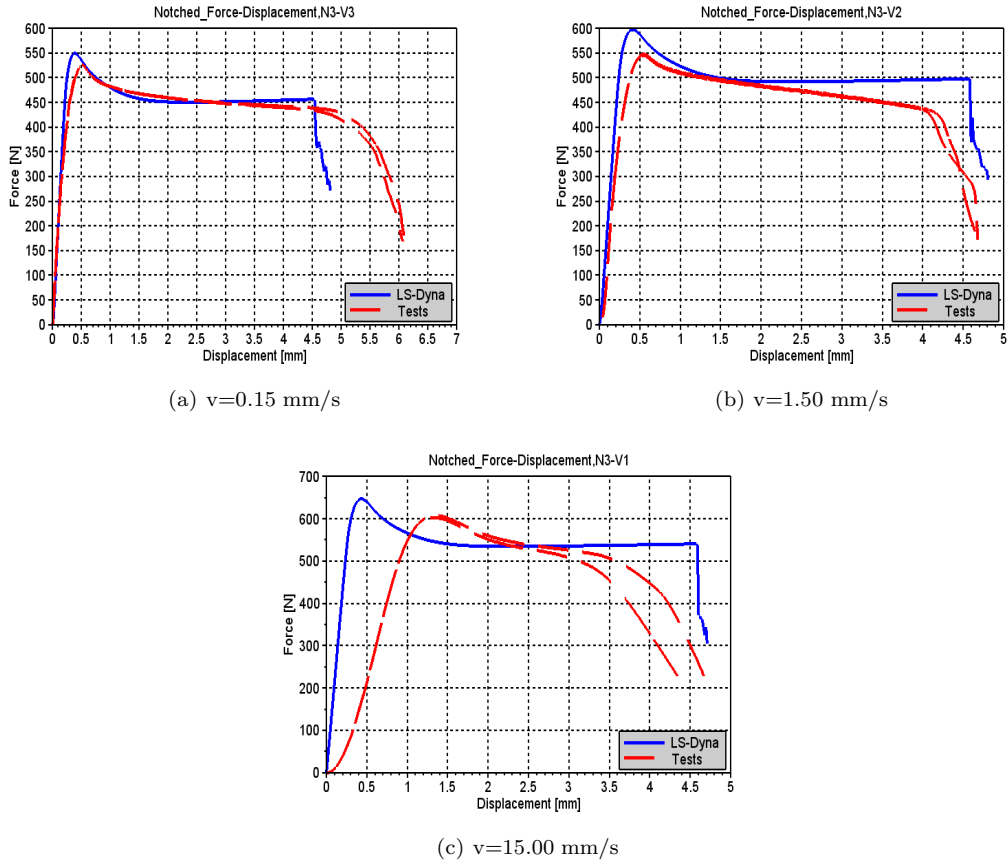 Notched_Force-Displacement,N3-V3
600
550
500
450
400
350
300
250
200
150
100
50
0
Force [N]
0 0.5 1 1.5 2 2.5 3 3.5 4 4.5 5 5.5 6 6.5 7
Displacement [mm]
LS-Dyna
Tests
(a) v=0.15 mm/s
Notched_Force-Displacement,N3-V2
600
550
500
450
400
350
300
250
200
150
100
50
0
Force [N]
0 0.5 1 1.5 2 2.5 3 3.5 4 4.5 5
Displacement [mm]
LS-Dyna
Tests
(b) v=1.50 mm/s
Notched_Force-Displacement,N3-V1
700
600
500
400
300
200
100
0
Force [N]
0 0.5 1 1.5 2 2.5 3 3.5 4 4.5 5
Displacement [mm]
LS-Dyna
Tests
(c) v=15.00 mm/s